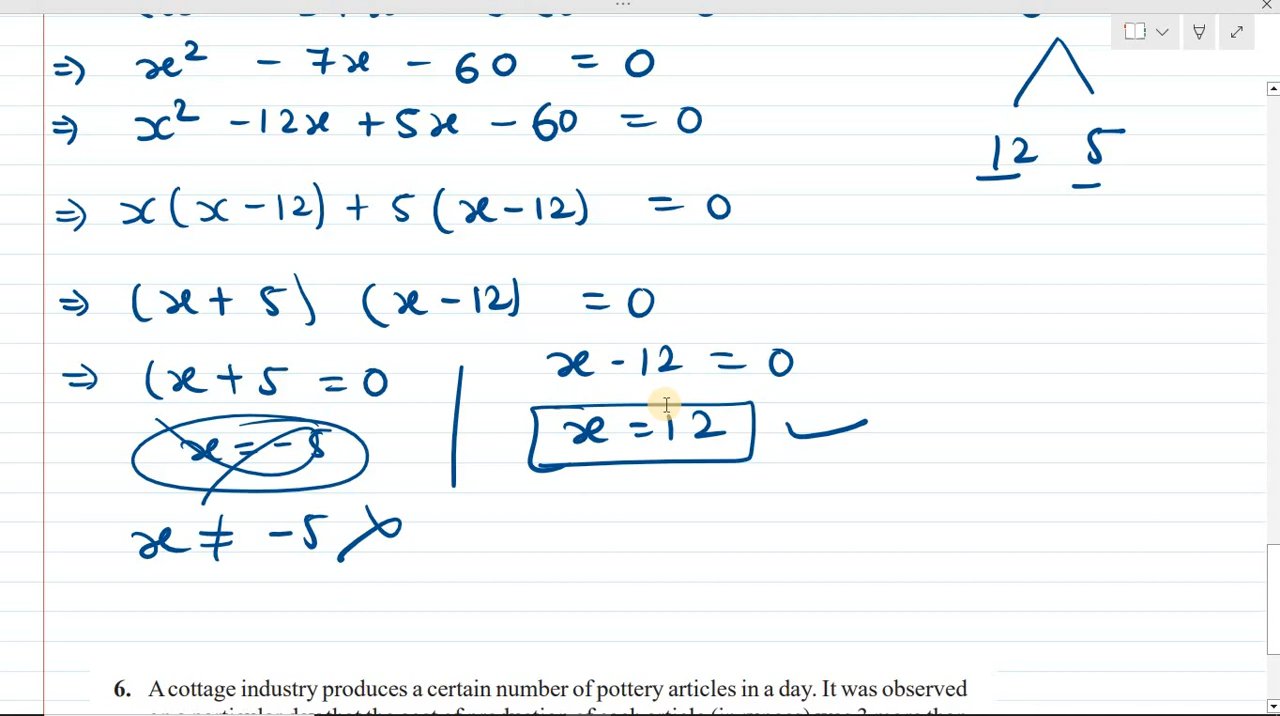 ⇒ x² - 7x - 60 = 0
⇒ x² - 12x + 5x - 60 = 0
12 5
⇒ x(x - 12) + 5(x - 12) = 0
⇒ (x + 5) (x - 12) = 0
⇒ (x + 5 = 0
x = -5
x ≠ -5
x - 12 = 0
x = 12
6. A cottage industry produces a certain number of pottery articles in a day. It was observed